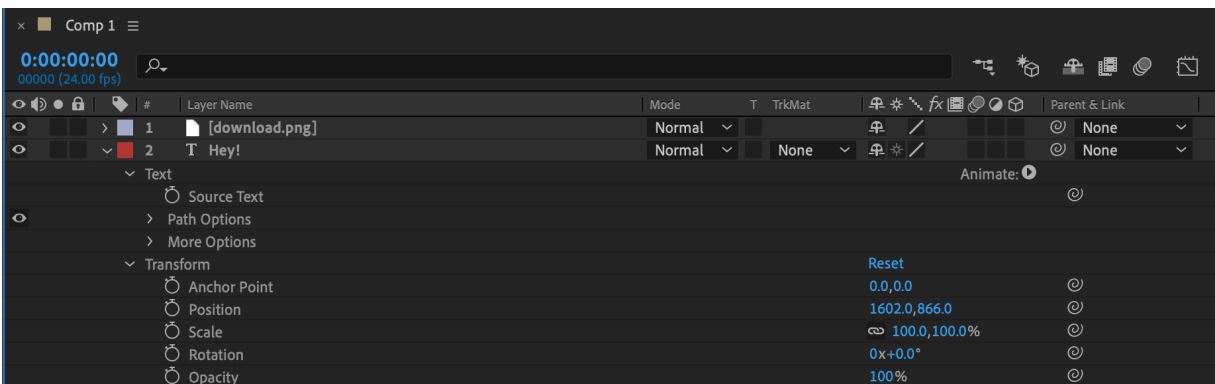 Comp 1
0:00:00:00
00000 (24.00 fps)
# Layer Name Mode T TrkMat fx Parent & Link
1 [download.png] Normal None
2 T Hey! Normal None None
Text Animate:
Source Text
Path Options
More Options
Transform Reset
Anchor Point 0.0,0.0
Position 1602.0,866.0
Scale 100.0,100.0%
Rotation 0x+0.0°
Opacity 100%